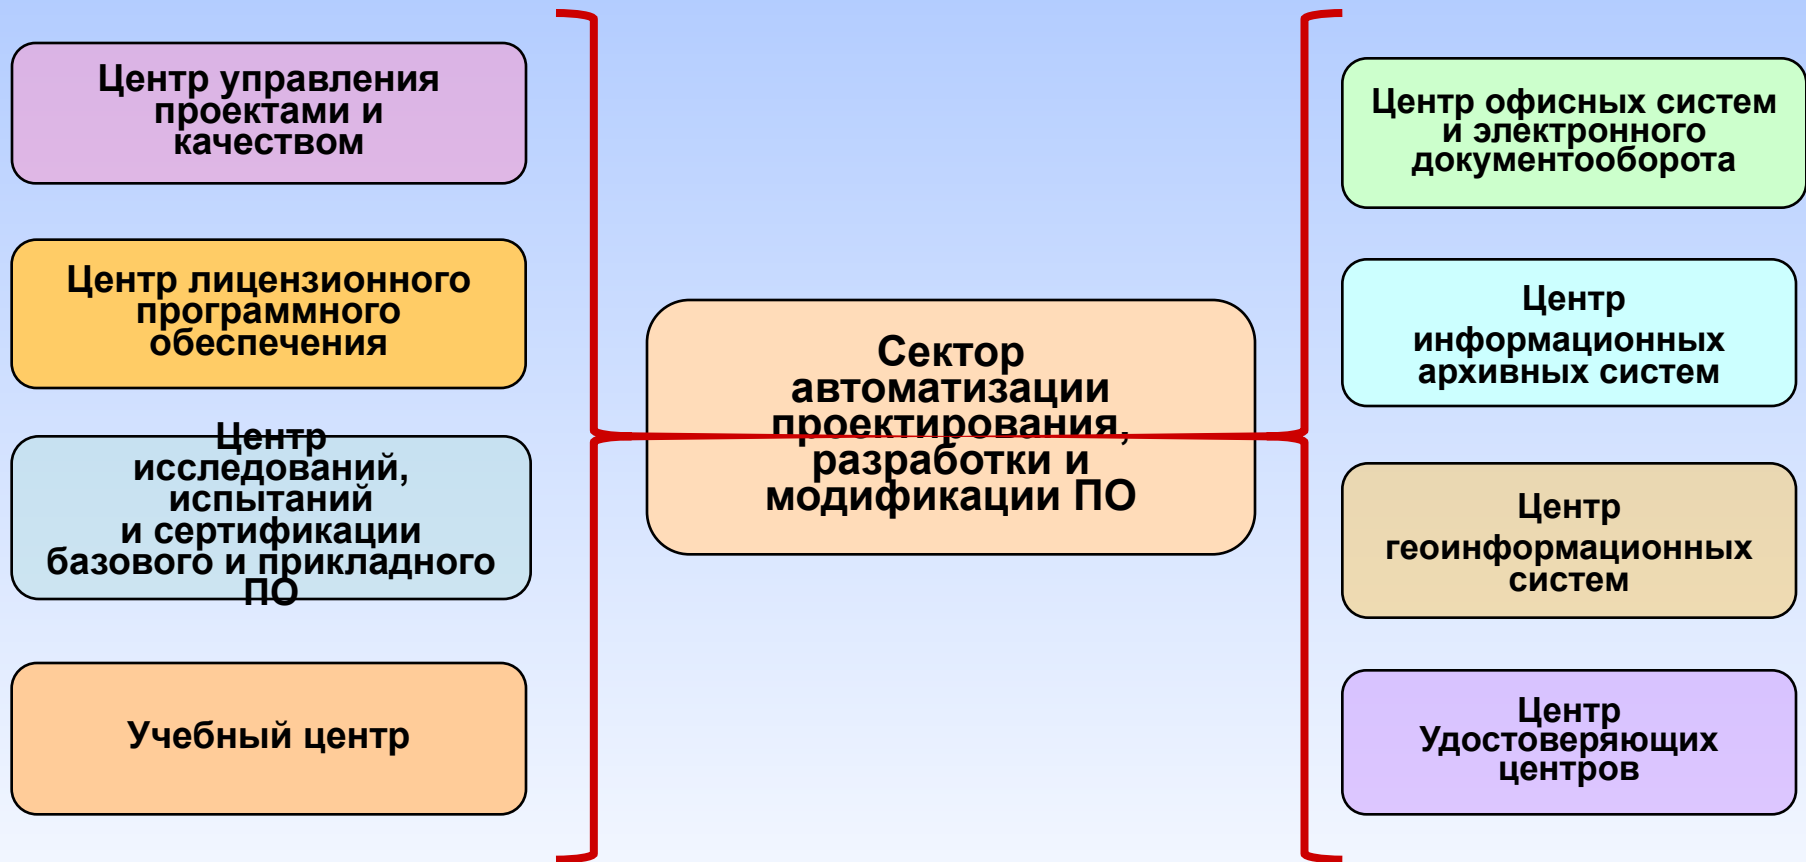 Центр управления
проектами и
качеством
Центр лицензионного
программного
обеспечения
Центр
исследований,
испытаний
и сертификации
базового и прикладного
ПО
Учебный центр
Сектор
автоматизации
проектирования,
разработки и
модификации ПО
Центр офисных систем
и электронного
документооборота
Центр
информационных
архивных систем
Центр
геоинформационных
систем
Центр
Удостоверяющих
центров